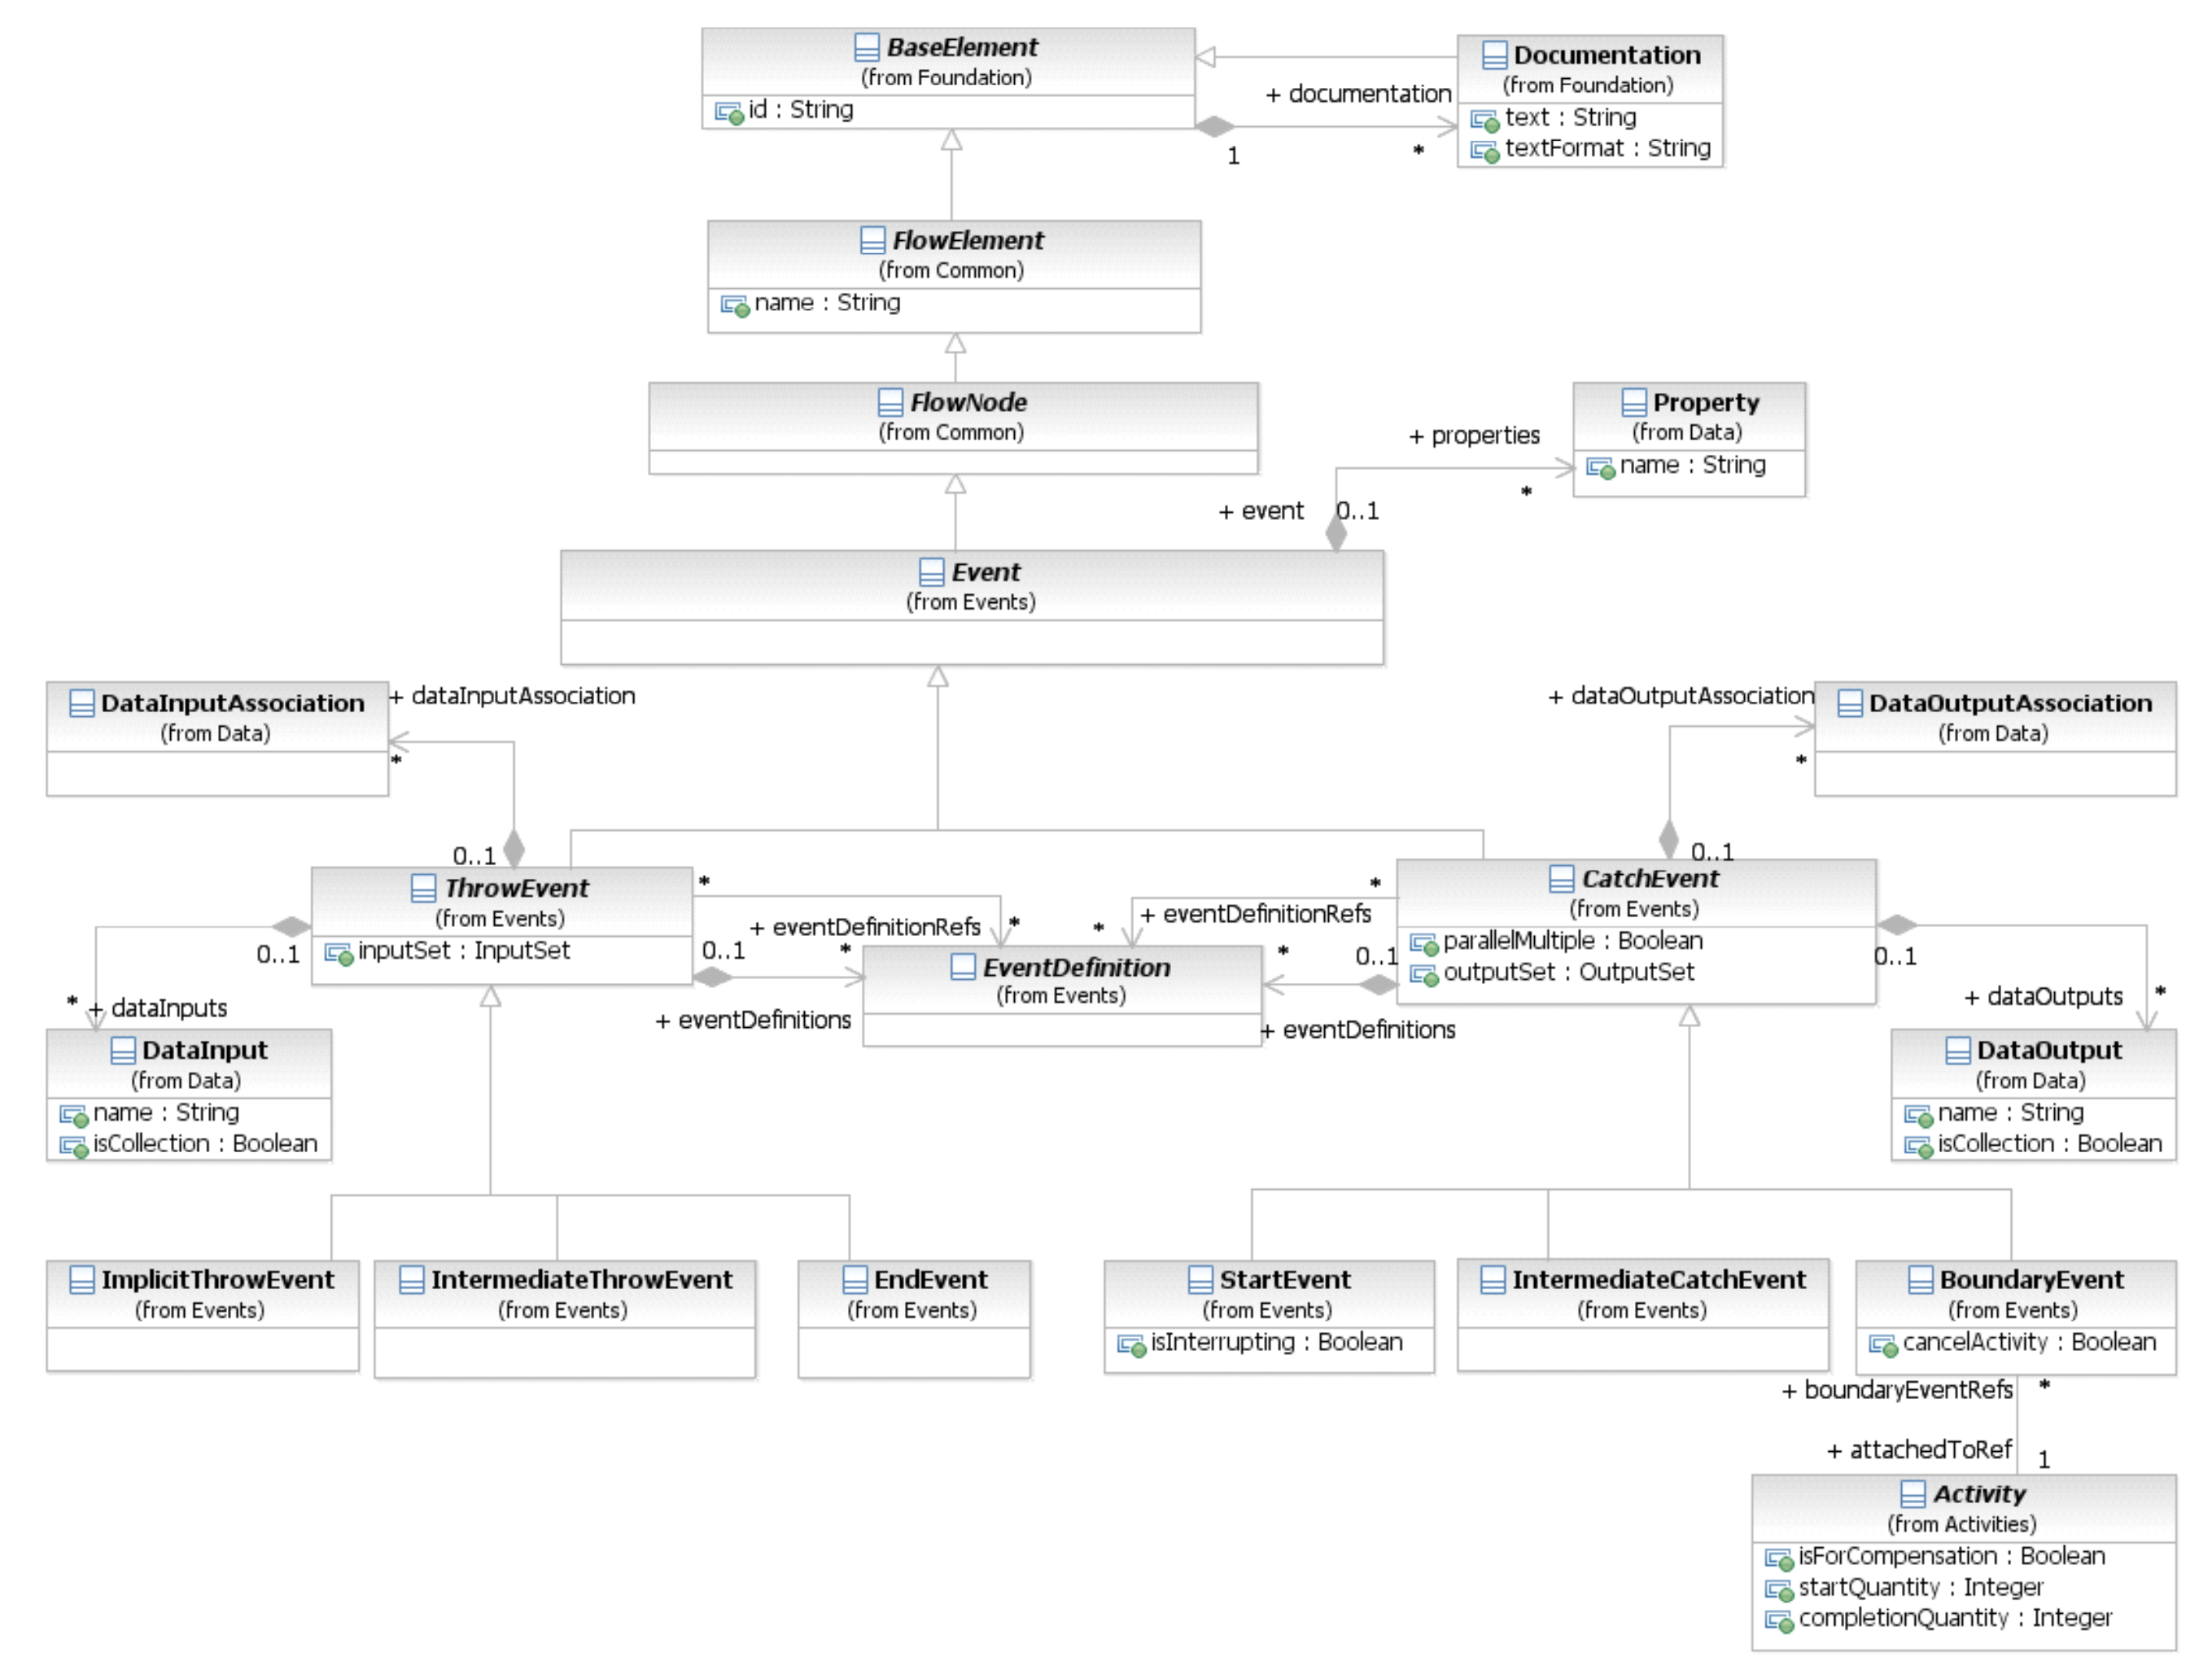 BaseElement
(from Foundation)
id : String
Documentation
(from Foundation)
text : String
textFormat : String
+ documentation
1
*
FlowElement
(from Common)
name : String
FlowNode
(from Common)
Property
(from Data)
name : String
+ properties
*
+ event
0..1
Event
(from Events)
DataInputAssociation
(from Data)
+ dataInputAssociation
*
0..1
+ dataOutputAssociation
*
0..1
DataOutputAssociation
(from Data)
ThrowEvent
(from Events)
inputSet : InputSet
*
+ eventDefinitionRefs
*
0..1
*
+ eventDefinitions
0..1
*
+ dataInputs
EventDefinition
(from Events)
CatchEvent
(from Events)
parallelMultiple : Boolean
outputSet : OutputSet
*
+ eventDefinitionRefs
*
*
0..1
+ eventDefinitions
0..1
+ dataOutputs
*
DataInput
(from Data)
name : String
isCollection : Boolean
DataOutput
(from Data)
name : String
isCollection : Boolean
ImplicitThrowEvent
(from Events)
IntermediateThrowEvent
(from Events)
EndEvent
(from Events)
StartEvent
(from Events)
isInterrupting : Boolean
IntermediateCatchEvent
(from Events)
BoundaryEvent
(from Events)
cancelActivity : Boolean
+ boundaryEventRefs
*
+ attachedToRef
1
Activity
(from Activities)
isForCompensation : Boolean
startQuantity : Integer
completionQuantity : Integer